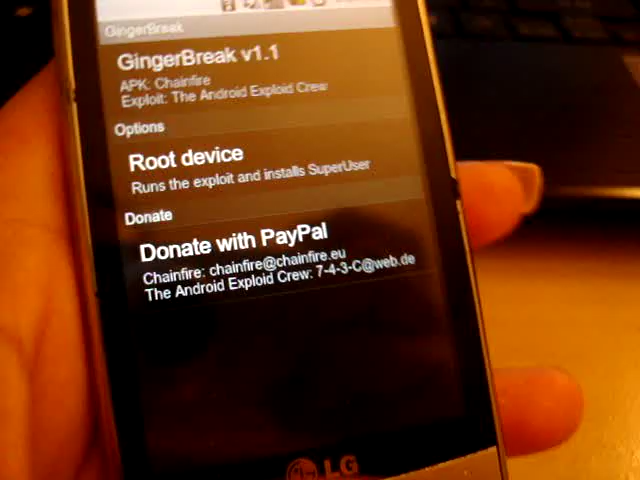 GingerBreak
GingerBreak v1.1
APK: Chainfire
Exploit: The Android Exploid Crew
Options
Root device
Runs the exploit and installs SuperUser
Donate
Donate with PayPal
Chainfire: chainfire@chainfire.eu
The Android Exploid Crew: 7-4-3-C@web.de
LG